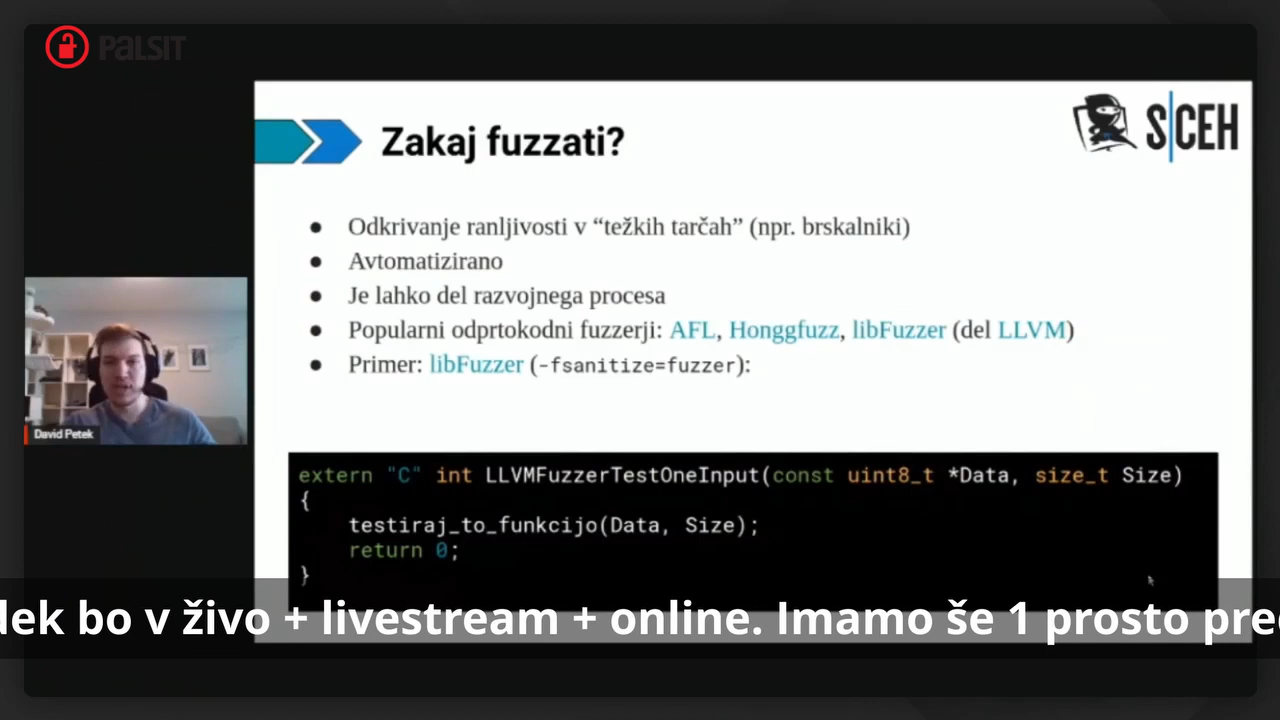 PALSIT
Zakaj fuzzati?
S|CEH
● Odkrivanje ranljivosti v “težkih tarčah” (npr. brskalniki)
● Avtomatizirano
● Je lahko del razvojnega procesa
● Popularni odprtokodni fuzzerji: AFL, Honggfuzz, libFuzzer (del LLVM)
● Primer: libFuzzer (-fsanitize=fuzzer):
David Petek
extern "C" int LLVMFuzzerTestOneInput(const uint8_t *Data, size_t Size)
{
testiraj_to_funkcijo(Data, Size);
return 0;
}
dek bo v živo + livestream + online. Imamo še 1 prosto pre